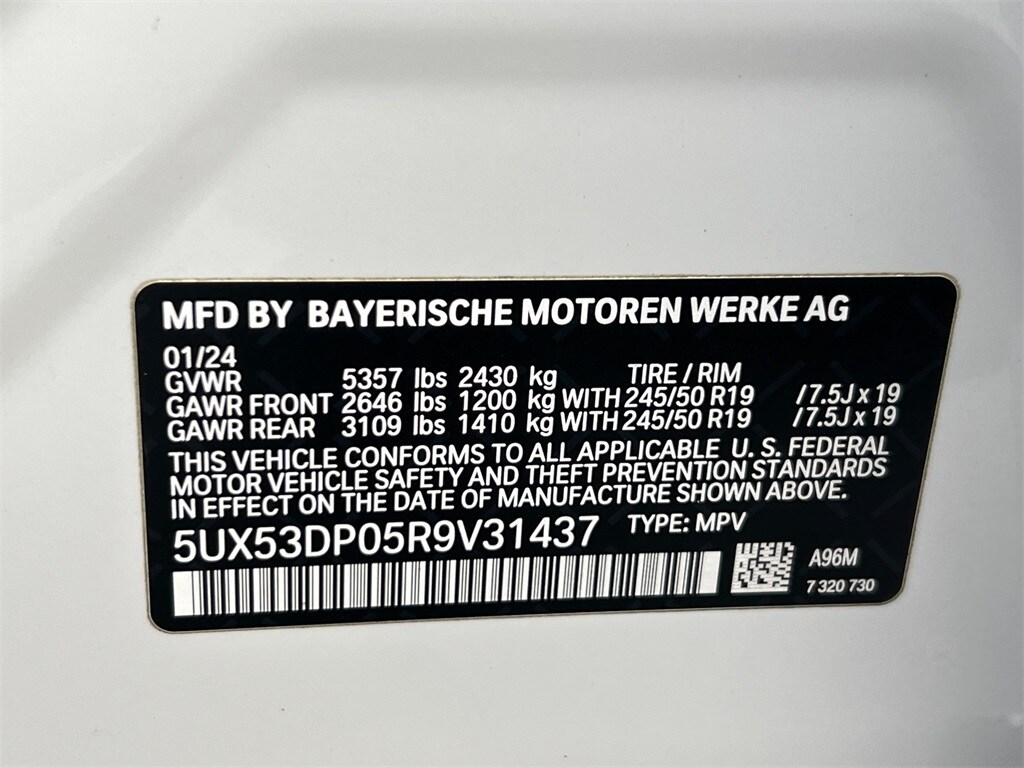 MFD BY BAYERISCHE MOTOREN WERKE AG
01/24
GVWR 5357 lbs 2430 kg TIRE / RIM
GAWR FRONT 2646 lbs 1200 kg WITH 245/50 R19 / 7.5J x 19
GAWR REAR 3109 lbs 1410 kg WITH 245/50 R19 / 7.5J x 19
THIS VEHICLE CONFORMS TO ALL APPLICABLE U. S. FEDERAL
MOTOR VEHICLE SAFETY AND THEFT PREVENTION STANDARDS
IN EFFECT ON THE DATE OF MANUFACTURE SHOWN ABOVE.
5UX53DP05R9V31437 TYPE: MPV
A96M
7 320 730